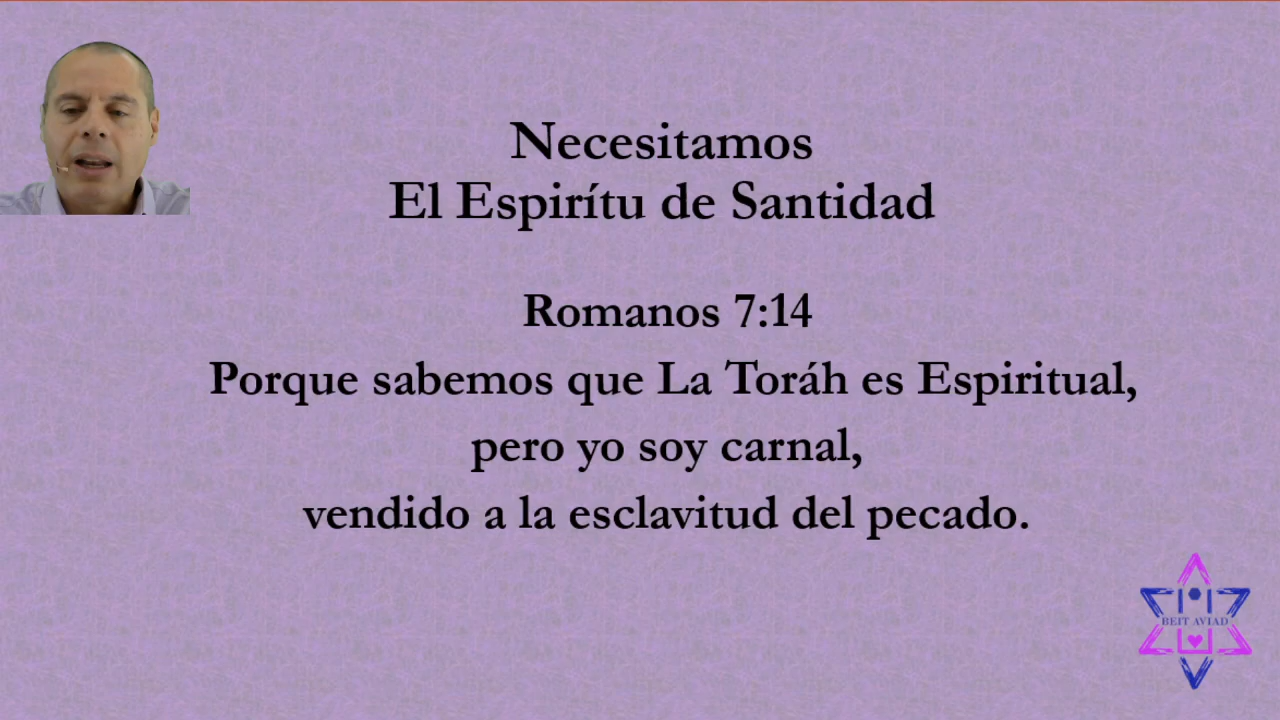 Necesitamos
El Espirítu de Santidad
Romanos 7:14
Porque sabemos que La Toráh es Espiritual,
pero yo soy carnal,
vendido a la esclavitud del pecado.
BEIT AVIAD